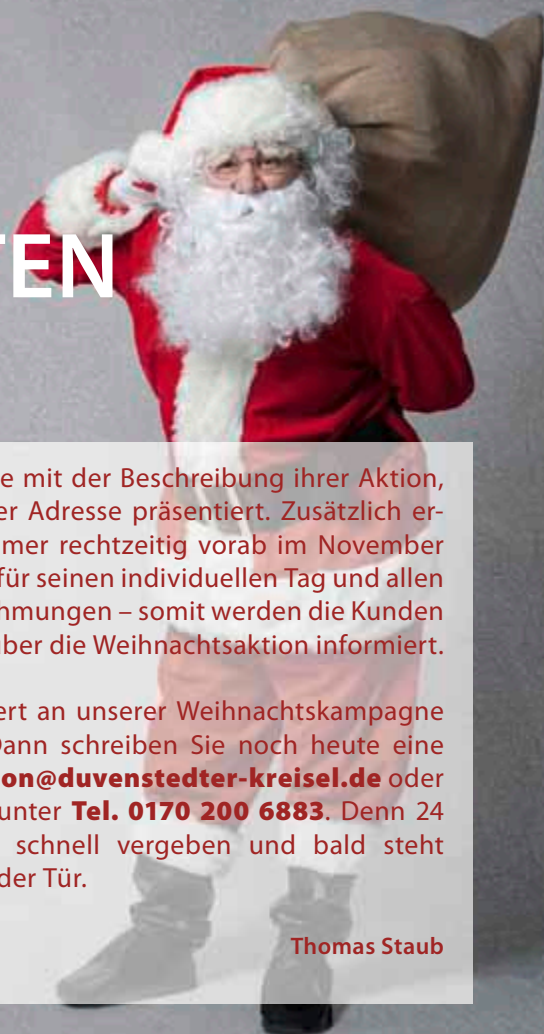 TEN
e mit der Beschreibung ihrer Aktion,
er Adresse präsentiert. Zusätzlich er-
mer rechtzeitig vorab im November
für seinen individuellen Tag und allen
hmungen – somit werden die Kunden
über die Weihnachtsaktion informiert.
ert an unserer Weihnachtskampagne
Dann schreiben Sie noch heute eine
on@duvenstedter-kreisel.de oder
unter Tel. 0170 200 6883. Denn 24
schnell vergeben und bald steht
der Tür.
Thomas Staub